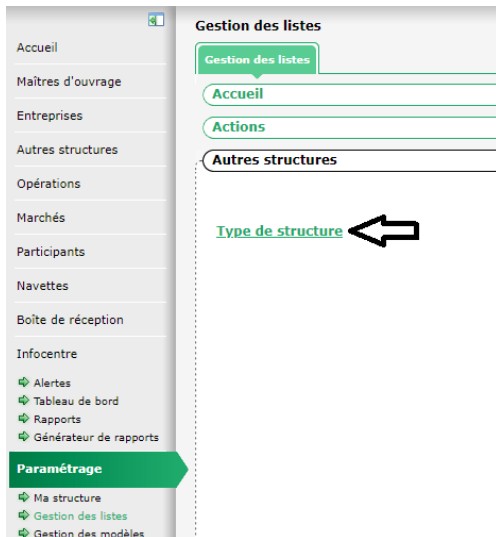 Accueil
Maîtres d'ouvrage
Entreprises
Autres structures
Opérations
Marchés
Participants
Navettes
Boîte de réception
Infocentre
Alertes
Tableau de bord
Rapports
Générateur de rapports
Paramétrage
Ma structure
Gestion des listes
Gestion des modèles
Gestion des listes
Gestion des listes
Accueil
Actions
Autres structures
Type de structure